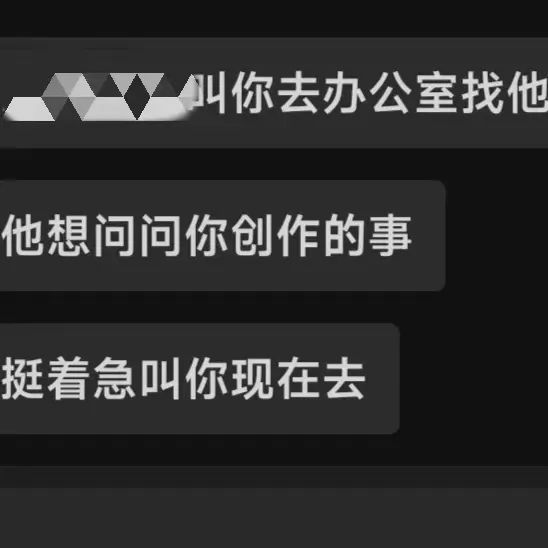 叫你去办公室找他
他想问问你创作的事
挺着急叫你现在去